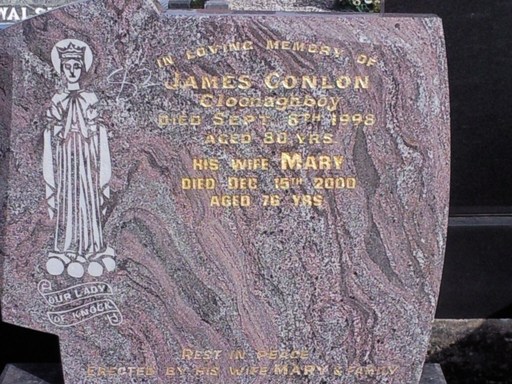 IN LOVING MEMORY OF
JAMES CONLON
Cloonaghboy
DIED SEPT. 6TH 1998
AGED 80 YRS
HIS WIFE MARY
DIED DEC. 15TH 2000
AGED 76 YRS
OUR LADY
OF KNOCK
REST IN PEACE
ERECTED BY HIS WIFE MARY & FAMILY